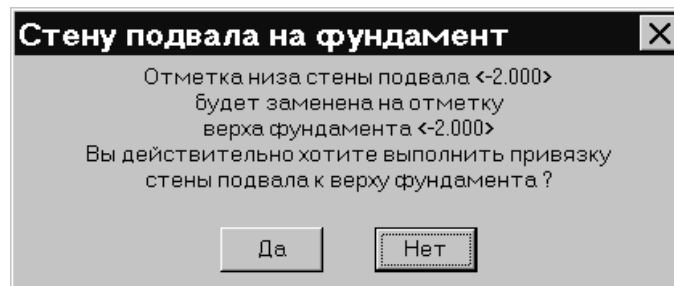 Стену подвала на фундамент
Отметка низа стены подвала <-2.000>
будет заменена на отметку
верха фундамента <-2.000>
Вы действительно хотите выполнить привязку
стены подвала к верху фундамента ?
Да
Нет